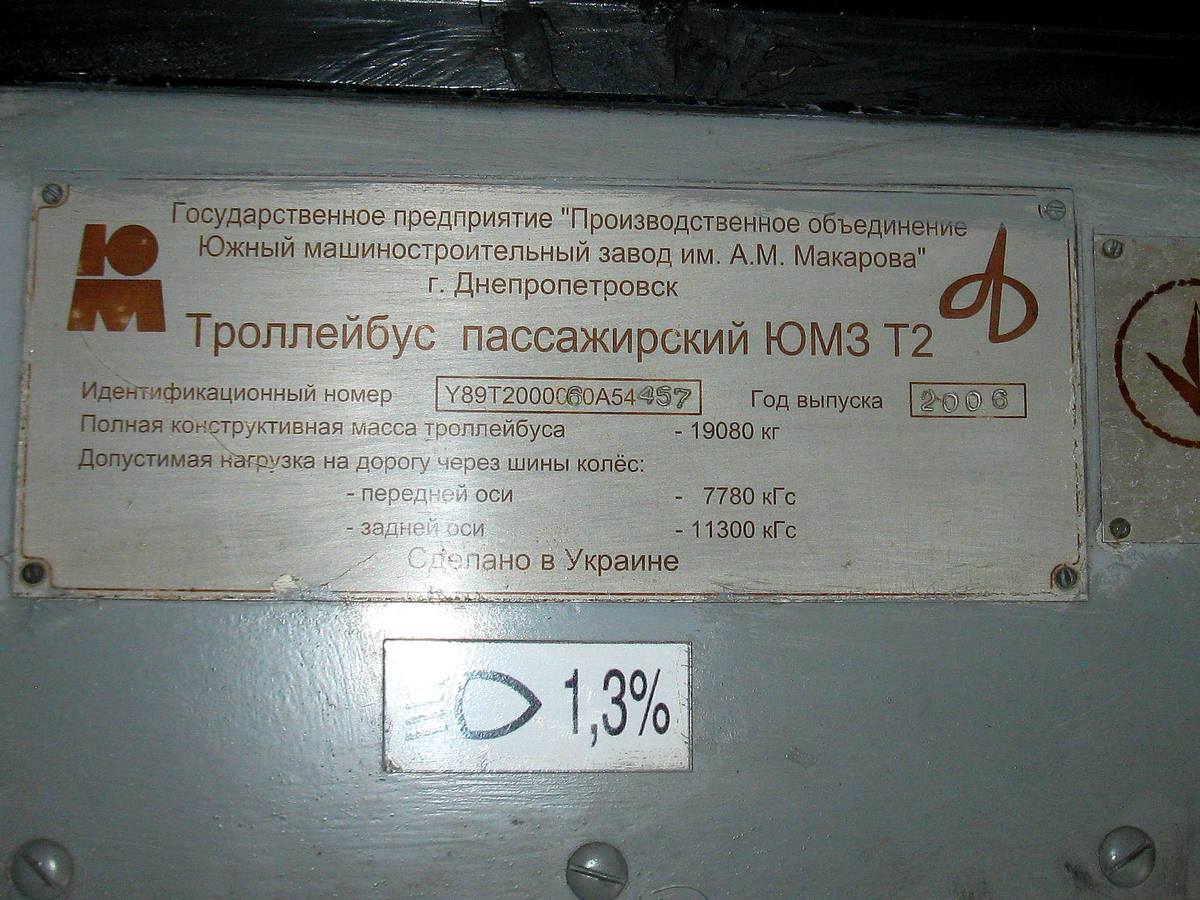 Государственное предприятие "Производственное объединение
Южный машиностроительный завод им. А.М. Макарова"
г. Днепропетровск
ЮМ
Троллейбус пассажирский ЮМЗ Т2
Идентификационный номер Y89T2000060A54457 Год выпуска 2006
Полная конструктивная масса троллейбуса - 19080 кг
Допустимая нагрузка на дорогу через шины колёс:
- передней оси - 7780 кГс
- задней оси - 11300 кГс
Сделано в Украине
1,3%